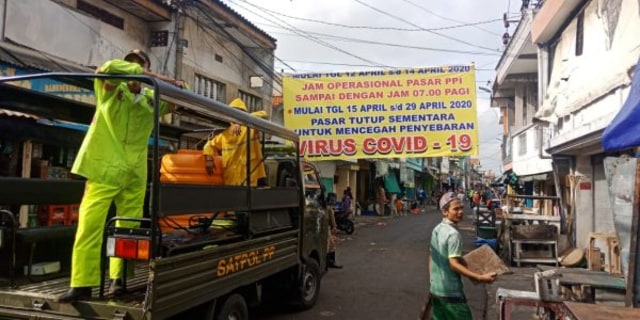 MULAI TGL 12 APRIL s/d 14 APRIL 2020
JAM OPERASIONAL PASAR PPI
SAMPAI DENGAN JAM 07.00 PAGI
• MULAI TGL 15 APRIL s/d 29 APRIL 2020
PASAR TUTUP SEMENTARA
UNTUK MENCEGAH PENYEBARAN
VIRUS COVID - 19
SATPOL PP